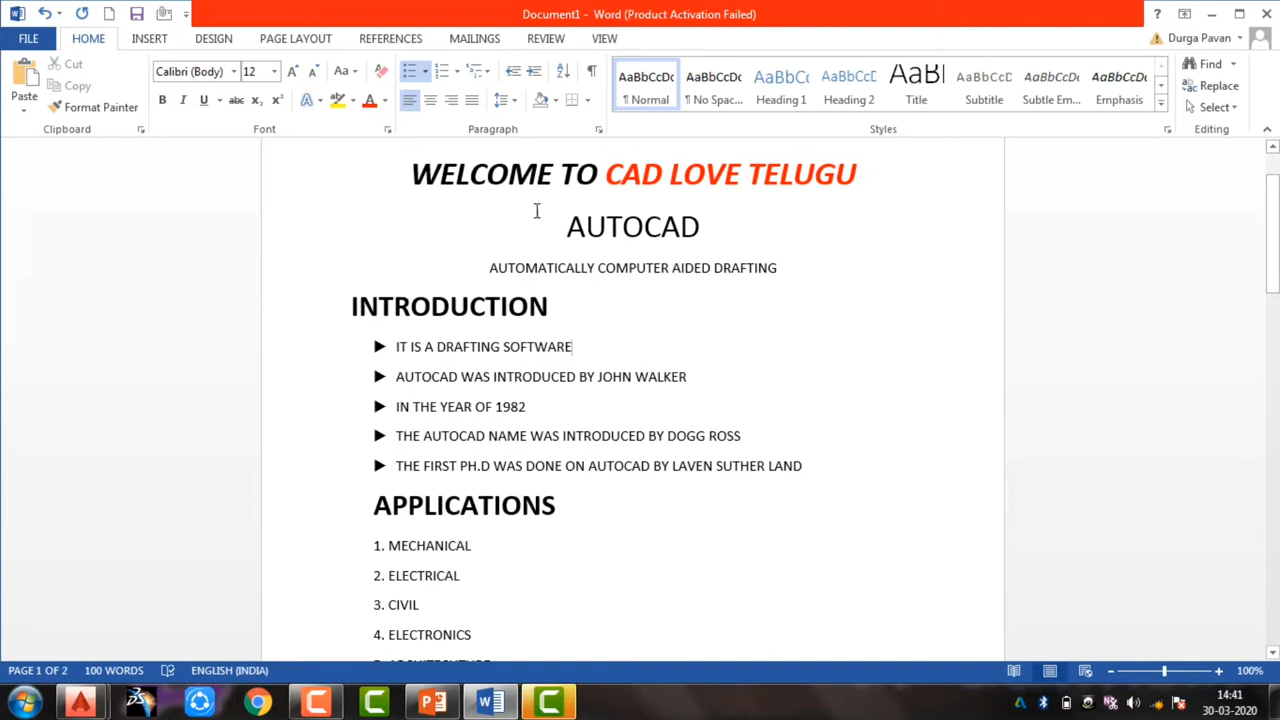 Document1 - Word (Product Activation Failed)
FILE HOME INSERT DESIGN PAGE LAYOUT REFERENCES MAILINGS REVIEW VIEW Durga Pavan
Paste
Cut
Copy
Format Painter
Calibri (Body) 12
AaBbCcDc AaBbCcDc AaBbCc AaBbCcD AaBl AaBbCcD AaBbCcDc AaBbCcDc
¶ Normal ¶ No Spac... Heading 1 Heading 2 Title Subtitle Subtle Em... Emphasis
Find
Replace
Select
Clipboard Font Paragraph Styles Editing
WELCOME TO CAD LOVE TELUGU
AUTOCAD
AUTOMATICALLY COMPUTER AIDED DRAFTING
INTRODUCTION
IT IS A DRAFTING SOFTWARE
AUTOCAD WAS INTRODUCED BY JOHN WALKER
IN THE YEAR OF 1982
THE AUTOCAD NAME WAS INTRODUCED BY DOGG ROSS
THE FIRST PH.D WAS DONE ON AUTOCAD BY LAVEN SUTHER LAND
APPLICATIONS
1. MECHANICAL
2. ELECTRICAL
3. CIVIL
4. ELECTRONICS
PAGE 1 OF 2 100 WORDS ENGLISH (INDIA) 100%
14:41
30-03-2020